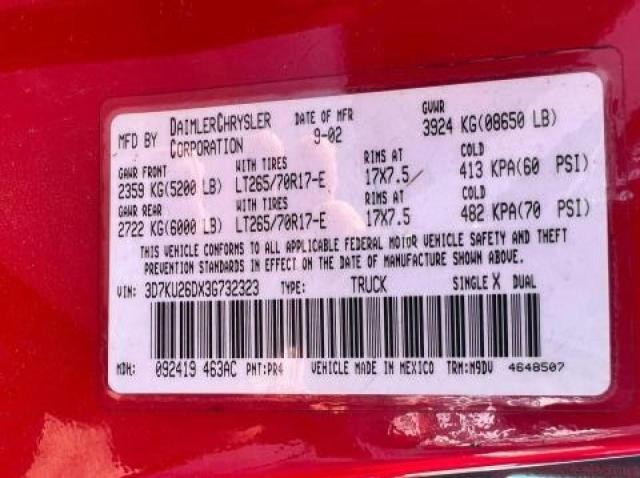 MFD BY DAIMLERCHRYSLER CORPORATION
DATE OF MFR 9-02
GVWR 3924 KG(08650 LB)
GAWR FRONT WITH TIRES RIMS AT COLD
2359 KG(5200 LB) LT265/70R17-E 17X7.5 413 KPA(60 PSI)
GAWR REAR WITH TIRES RIMS AT COLD
2722 KG(6000 LB) LT265/70R17-E 17X7.5 482 KPA(70 PSI)
THIS VEHICLE CONFORMS TO ALL APPLICABLE FEDERAL MOTOR VEHICLE SAFETY AND THEFT
PREVENTION STANDARDS IN EFFECT ON THE DATE OF MANUFACTURE SHOWN ABOVE.
VIN: 3D7KU26DX3G732323 TYPE: TRUCK SINGLE X DUAL
MDH: 092419 463AC PNT:PR4 VEHICLE MADE IN MEXICO TRM:M9DV 4648507